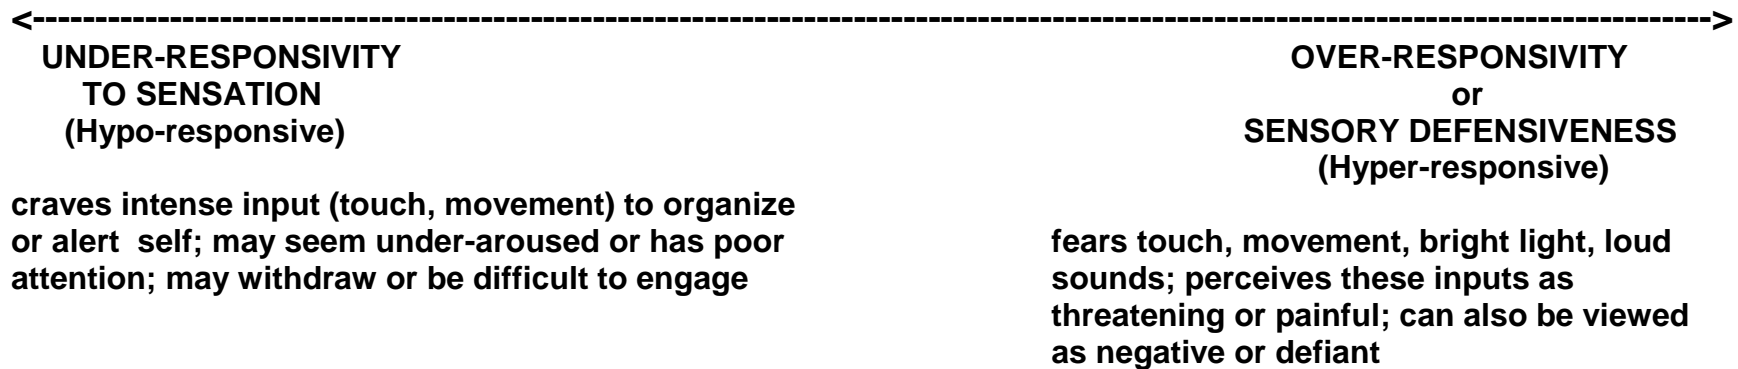 <----------------------------------------------------------------------------------------------------------------------------------------->
UNDER-RESPONSIVITY
TO SENSATION
(Hypo-responsive)
craves intense input (touch, movement) to organize
or alert  self; may seem under-aroused or has poor
attention; may withdraw or be difficult to engage
OVER-RESPONSIVITY
or
SENSORY DEFENSIVENESS
(Hyper-responsive)
fears touch, movement, bright light, loud
sounds; perceives these inputs as
threatening or painful; can also be viewed
as negative or defiant